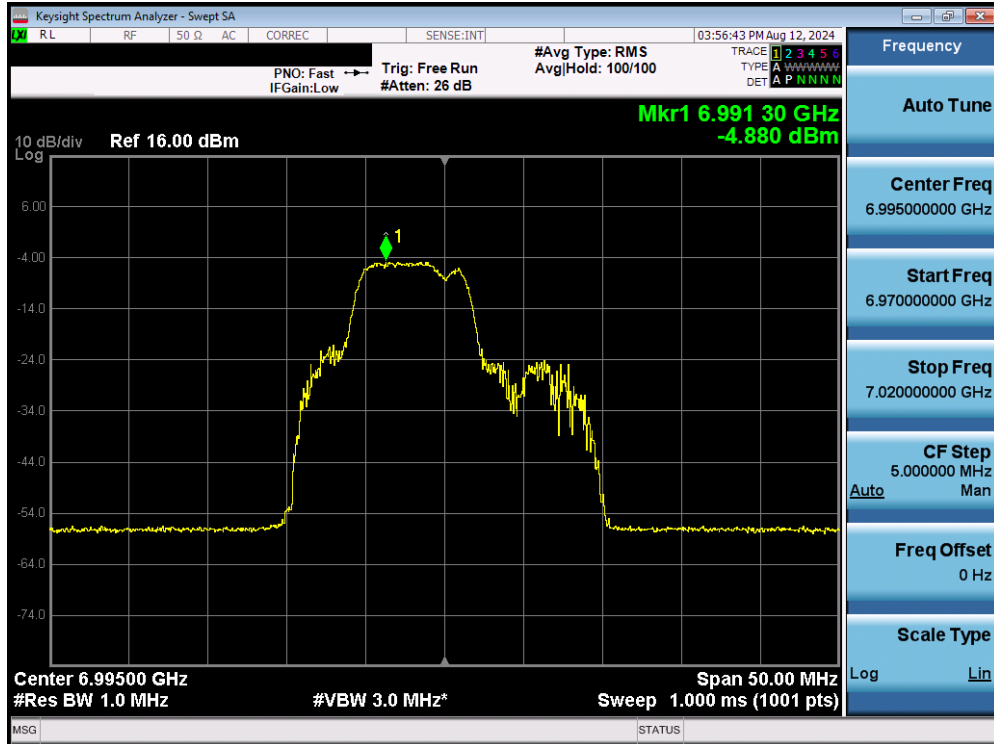 Keysight Spectrum Analyzer - Swept SA
LXI RL RF 50 Ω AC CORREC SENSE:INT 03:56:43 PM Aug 12, 2024
PNO: Fast
IFGain:Low
Trig: Free Run
#Atten: 26 dB
#Avg Type: RMS
Avg|Hold: 100/100
TRACE 1 2 3 4 5 6
TYPE A WWWWW
DET A P N N N N
Mkr1 6.991 30 GHz
-4.880 dBm
10 dB/div Ref 16.00 dBm
Log
6.00
-4.00
-14.0
-24.0
-34.0
-44.0
-54.0
-64.0
-74.0
1
Center 6.99500 GHz Span 50.00 MHz
#Res BW 1.0 MHz #VBW 3.0 MHz* Sweep 1.000 ms (1001 pts)
MSG STATUS
Frequency
Auto Tune
Center Freq
6.995000000 GHz
Start Freq
6.970000000 GHz
Stop Freq
7.020000000 GHz
CF Step
5.000000 MHz
Auto Man
Freq Offset
0 Hz
Scale Type
Log Lin